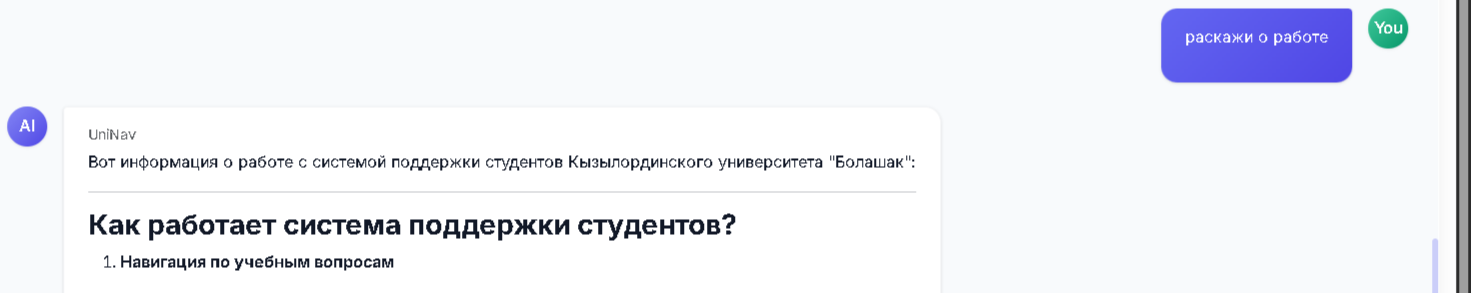 раскажи о работе
You
AI
UniNav
Вот информация о работе с системой поддержки студентов Кызылординского университета "Болашак":
Как работает система поддержки студентов?
1. Навигация по учебным вопросам